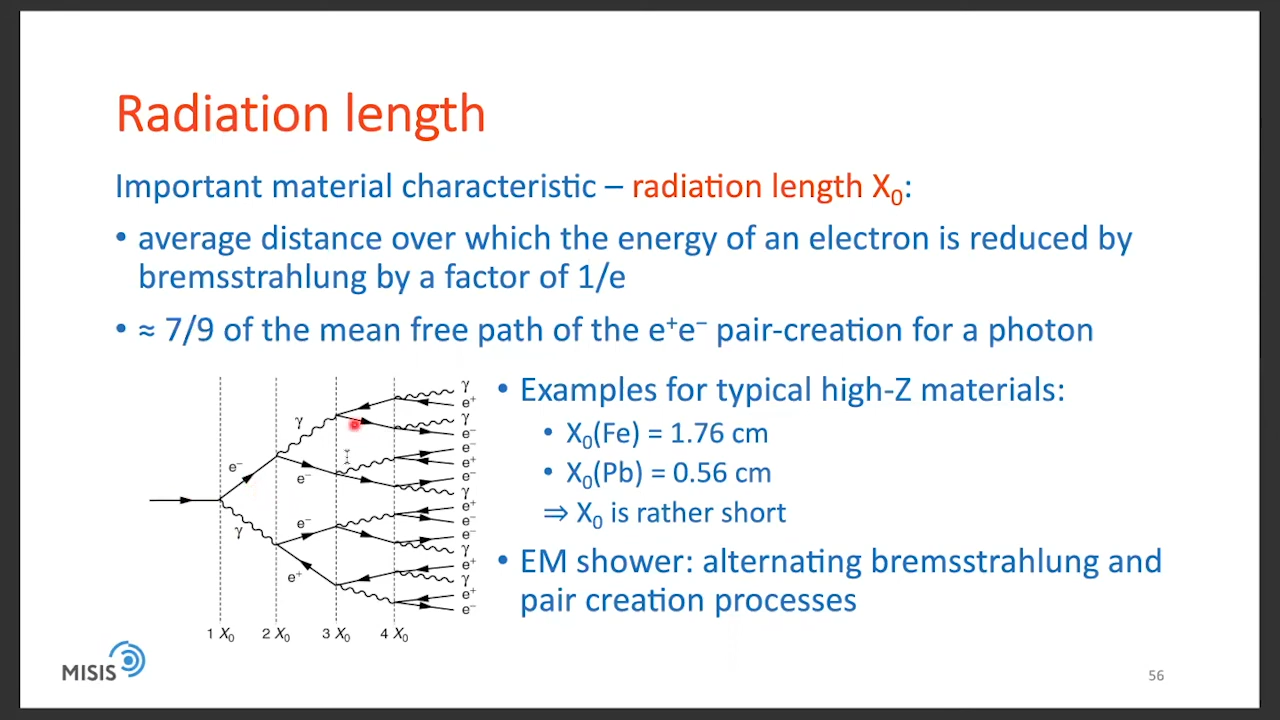 Radiation length
Important material characteristic – radiation length X₀:
• average distance over which the energy of an electron is reduced by
bremsstrahlung by a factor of 1/e
• ≈ 7/9 of the mean free path of the e⁺e⁻ pair-creation for a photon
• Examples for typical high-Z materials:
• X₀(Fe) = 1.76 cm
• X₀(Pb) = 0.56 cm
⇒ X₀ is rather short
• EM shower: alternating bremsstrahlung and
pair creation processes
e⁻
γ
γ
e⁻
e⁻
e⁺
γ
e⁺
γ
e⁻
e⁻
e⁺
e⁻
γ
e⁺
e⁻
e⁻
γ
e⁺
γ
e⁺
e⁻
1 X₀ 2 X₀ 3 X₀ 4 X₀
MISIS
56